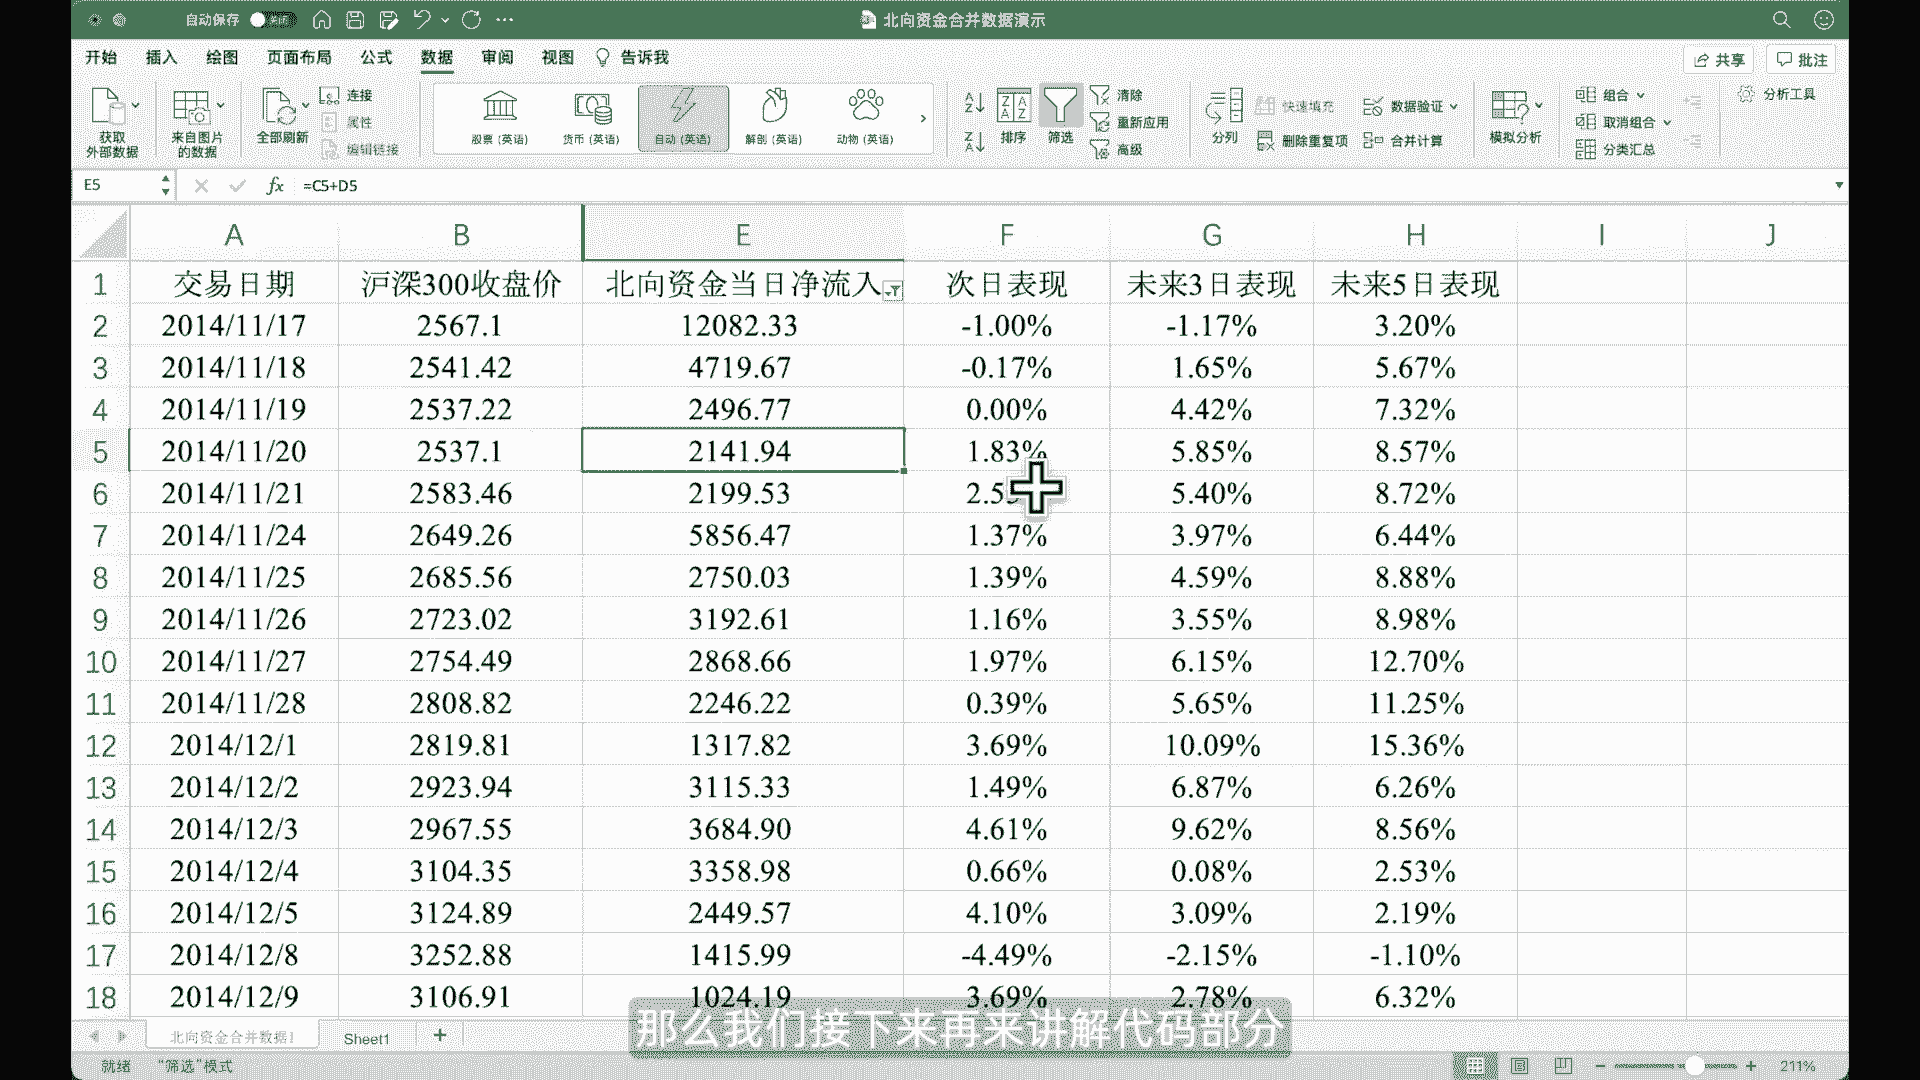 自动保存 关闭 北向资金合并数据演示
开始 插入 绘图 页面布局 公式 数据 审阅 视图 告诉我 共享 批注
获取外部数据 来自图片的数据 全部刷新 连接 属性 编辑链接 股票 (英语) 货币 (英语) 自动 (英语) 解剖 (英语) 动物 (英语) 排序 筛选 清除 重新应用 高级 分列 快速填充 删除重复项 数据验证 合并计算 模拟分析 组合 取消组合 分类汇总 分析工具
E5 fx =C5+D5
A B E F G H I J
1 交易日期 沪深300收盘价 北向资金当日净流入 次日表现 未来3日表现 未来5日表现
2 2014/11/17 2567.1 12082.33 -1.00% -1.17% 3.20%
3 2014/11/18 2541.42 4719.67 -0.17% 1.65% 5.67%
4 2014/11/19 2537.22 2496.77 0.00% 4.42% 7.32%
5 2014/11/20 2537.1 2141.94 1.83% 5.85% 8.57%
6 2014/11/21 2583.46 2199.53 5.40% 8.72%
7 2014/11/24 2649.26 5856.47 1.37% 3.97% 6.44%
8 2014/11/25 2685.56 2750.03 1.39% 4.59% 8.88%
9 2014/11/26 2723.02 3192.61 1.16% 3.55% 8.98%
10 2014/11/27 2754.49 2868.66 1.97% 6.15% 12.70%
11 2014/11/28 2808.82 2246.22 0.39% 5.65% 11.25%
12 2014/12/1 2819.81 1317.82 3.69% 10.09% 15.36%
13 2014/12/2 2923.94 3115.33 1.49% 6.87% 6.26%
14 2014/12/3 2967.55 3684.90 4.61% 9.62% 8.56%
15 2014/12/4 3104.35 3358.98 0.66% 0.08% 2.53%
16 2014/12/5 3124.89 2449.57 4.10% 3.09% 2.19%
17 2014/12/8 3252.88 1415.99 -4.49% -2.15% -1.10%
18 2014/12/9 3106.91 1024.19 3.69% 2.78% 6.32%
那么我们接下来再来讲解代码部分
北向资金合并数据1 Sheet1 +
就绪 "筛选"模式 211%